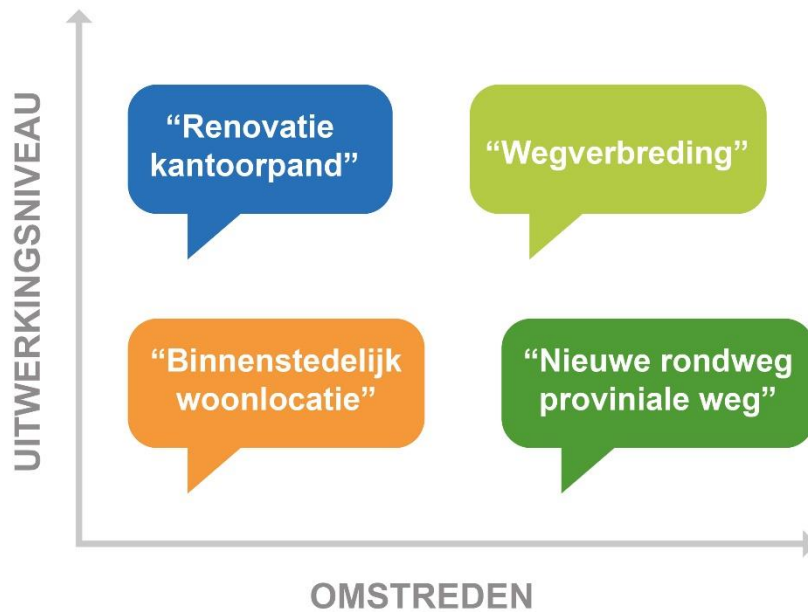 UITWERKINGSNIVEAU
“Renovatie
kantoorpand”
“Wegverbreding”
“Binnenstedelijk
woonlocatie”
“Nieuwe rondweg
proviniale weg”
OMSTREDEN